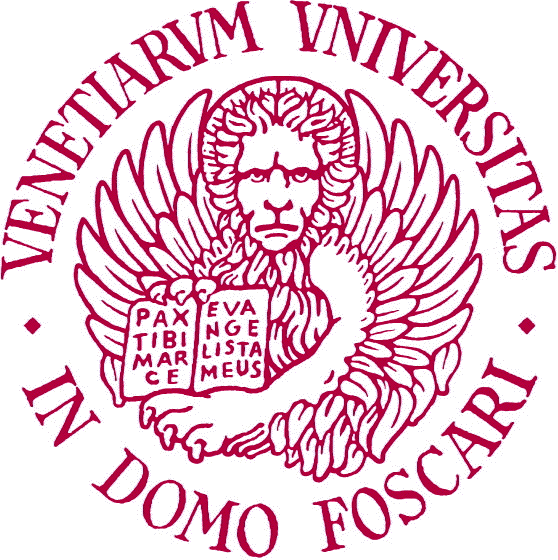 VENETIARVM VNIVERSITAS
IN DOMO FOSCARI
PAX
TIBI
MAR
CE
EVA
NGE
LISTA
MEUS